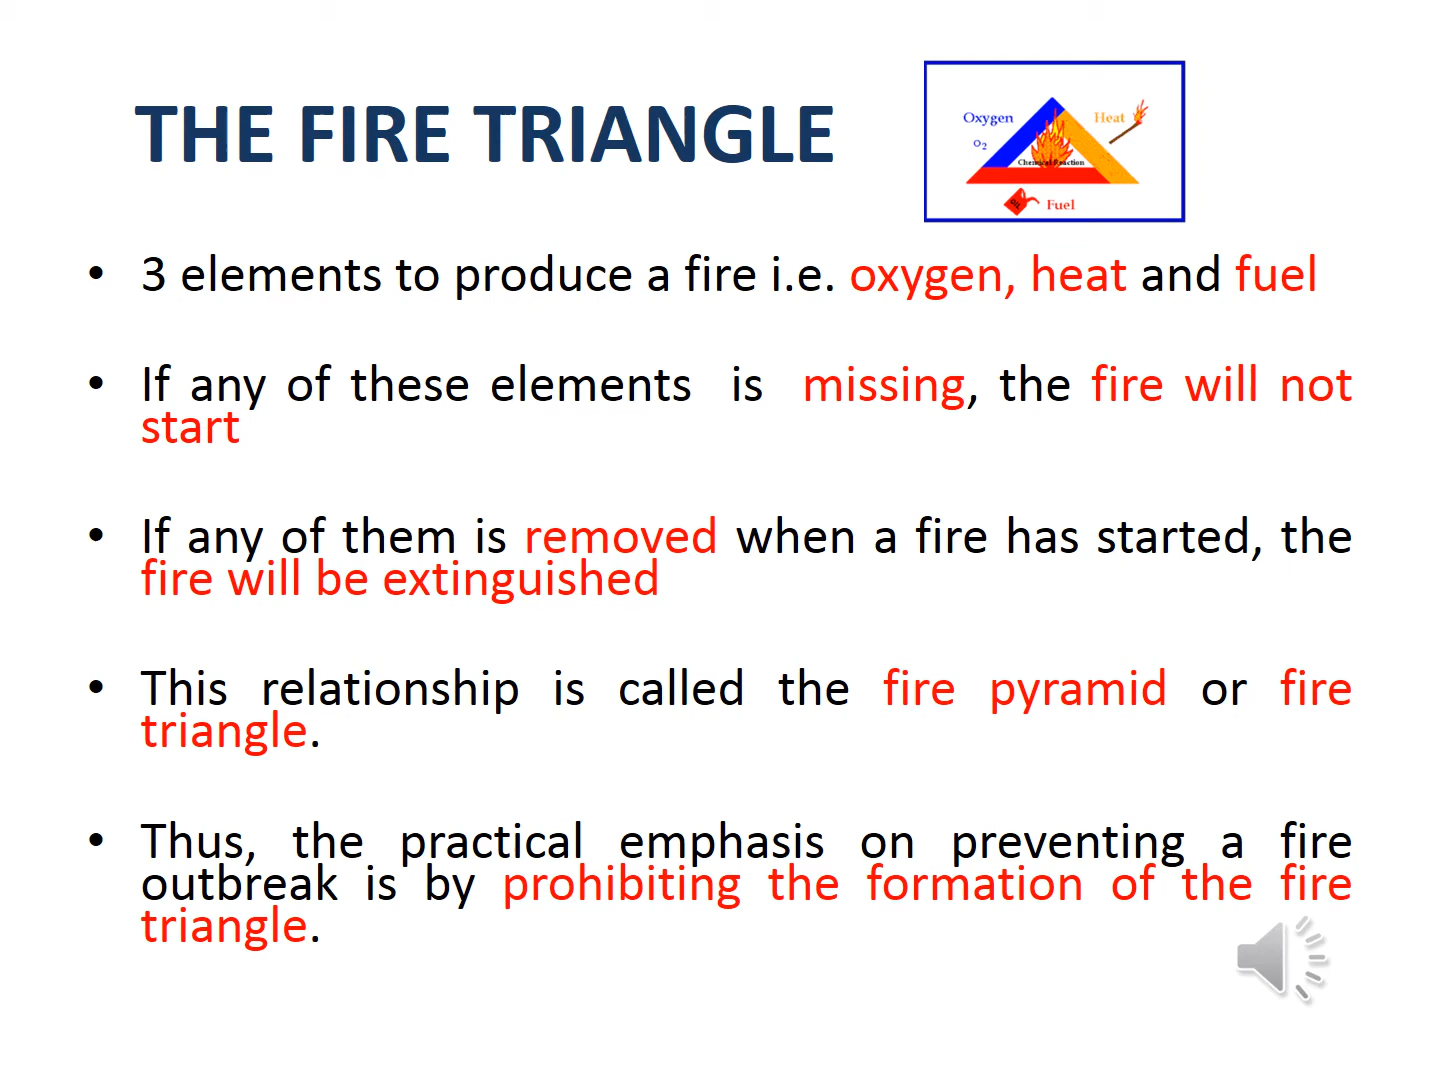 THE FIRE TRIANGLE
Oxygen
Heat
O2
Chemical Reaction
OIL
Fuel
• 3 elements to produce a fire i.e. oxygen, heat and fuel
• If any of these elements is missing, the fire will not
start
• If any of them is removed when a fire has started, the
fire will be extinguished
• This relationship is called the fire pyramid or fire
triangle.
• Thus, the practical emphasis on preventing a fire
outbreak is by prohibiting the formation of the fire
triangle.